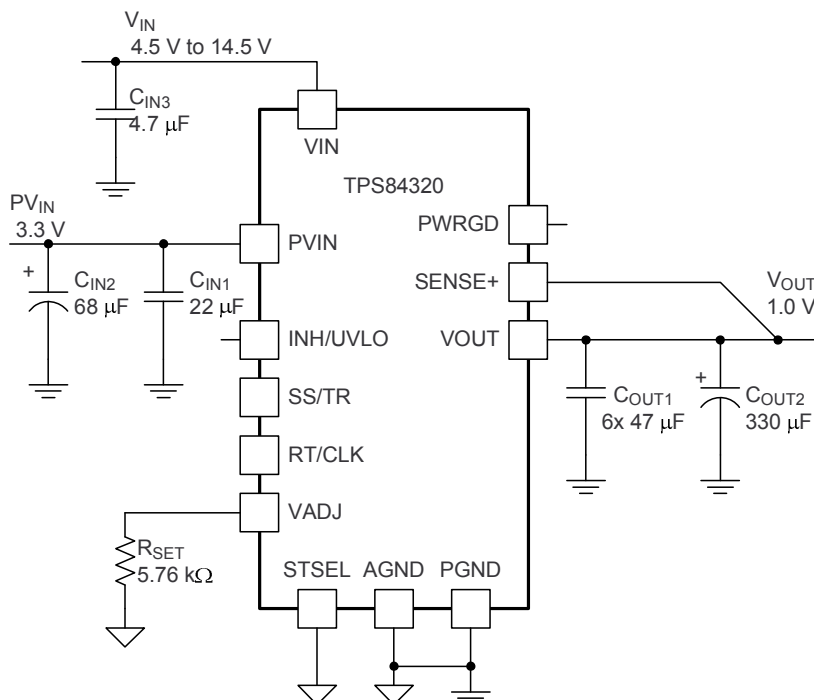 VIN
4.5 V to 14.5 V
CIN3
4.7 μF
VIN
TPS84320
PVIN
3.3 V
PVIN
PWRGD
+
CIN2
68 μF
CIN1
22 μF
SENSE+
VOUT
1.0 V
INH/UVLO
VOUT
SS/TR
COUT1
6x 47 μF
+
COUT2
330 μF
RT/CLK
VADJ
RSET
5.76 kΩ
STSEL
AGND
PGND